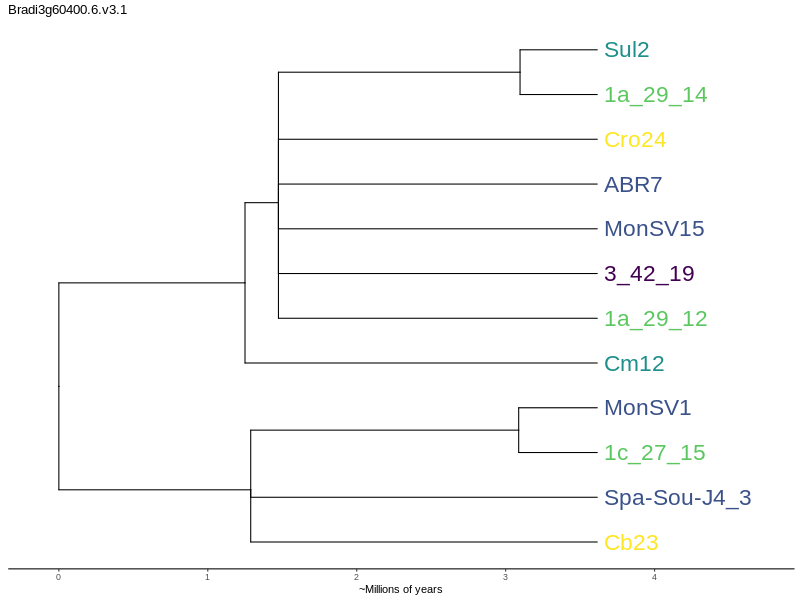 Bradi3g60400.6.v3.1
Sul2
1a_29_14
Cro24
ABR7
MonSV15
3_42_19
1a_29_12
Cm12
MonSV1
1c_27_15
Spa-Sou-J4_3
Cb23
0 1 2 3 4
~Millions of years